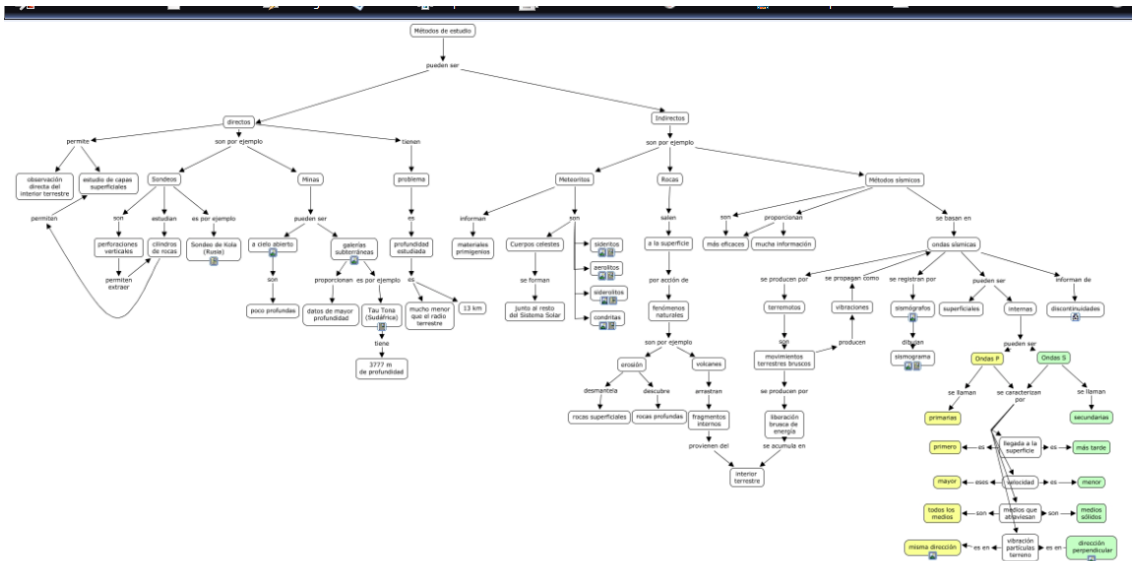 Métodos de estudio
pueden ser
directos
Indirectos
permite
son por ejemplo
tienen
observación
directa del
interior terrestre
estudio de capas
superficiales
permitan
Sondeos
son
estudian
es por ejemplo
perforaciones
verticales
cilindros
de rocas
Sondeo de Kola
(Rusia)
permiten
extraer
Minas
pueden ser
a cielo abierto
son
poco profundas
galerías
subterráneas
proporcionan
es por ejemplo
datos de mayor
profundidad
Tau Tona
(Sudáfrica)
tiene
3777 m
de profundidad
problema
es
profundidad
estudiada
es
mucho menor
que el radio
terrestre
13 km
son por ejemplo
Meteoritos
informan
materiales
primigenios
son
Cuerpos celestes
se forman
Junto al resto
del Sistema Solar
sideritos
aerolitos
siderolitos
condritas
Rocas
salen
a la superficie
por acción de
fenómenos
naturales
son por ejemplo
erosión
desmantela
rocas superficiales
descubre
rocas profundas
volcanes
arrastran
fragmentos
internos
provienen del
interior
terrestre
Métodos sísmicos
son
más eficaces
proporcionan
mucha información
se basan en
ondas sísmicas
se producen por
terremotos
son
movimientos
terrestres bruscos
se producen por
liberación
brusca de
energía
se acumula en
producen
vibraciones
se propagan como
se registran por
sismógrafos
dibujan
sismograma
pueden ser
superficiales
internas
informan de
discontinuidades
pueden ser
Ondas P
Ondas S
se llaman
primarias
se caracterizan
por
se llaman
secundarias
primero
es
llegada a la
superficie
es
más tarde
mayor
eses
velocidad
es
menor
todos los
medios
son
medios que
atraviesan
son
medios
sólidos
misma dirección
es en
vibración
partículas
terreno
es en
dirección
perpendicular